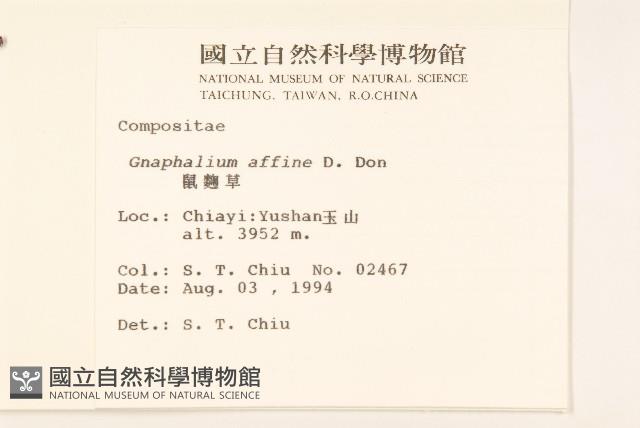 國立自然科學博物館
NATIONAL MUSEUM OF NATURAL SCIENCE
TAICHUNG, TAIWAN, R.O.CHINA
Compositae
Gnaphalium affine D. Don
鼠麴草
Loc.: Chiayi:Yushan玉山
alt. 3952 m.
Col.: S. T. Chiu No. 02467
Date: Aug. 03 , 1994
Det.: S. T. Chiu
國立自然科學博物館
NATIONAL MUSEUM OF NATURAL SCIENCE